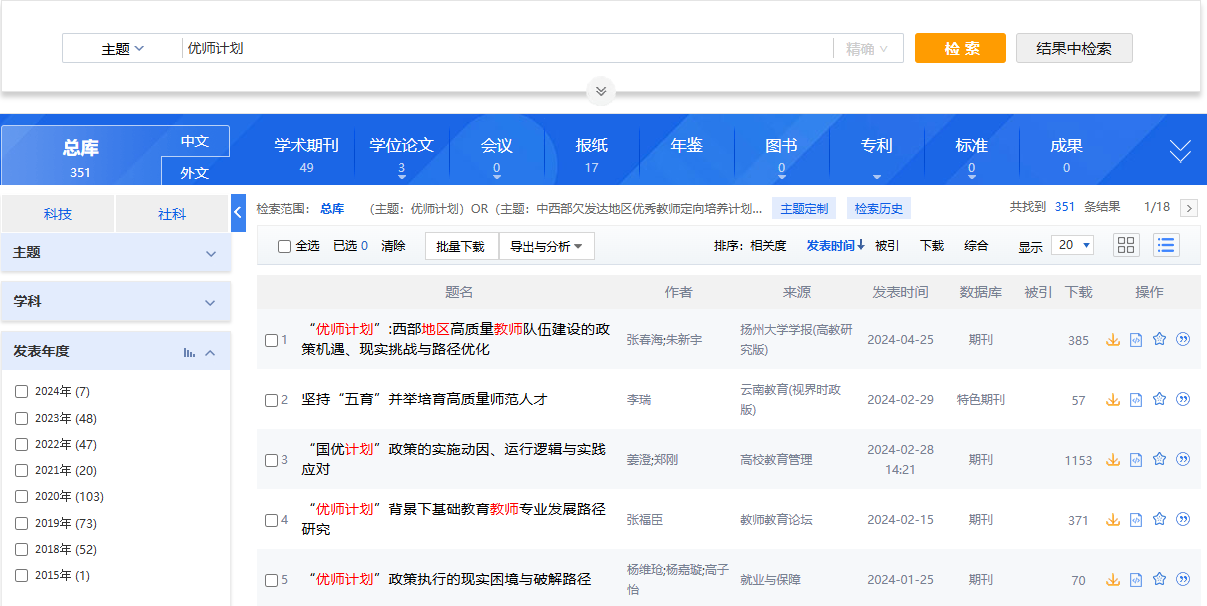 主题 优师计划 精确 检 索 结果中检索
总库 351 中文 外文
学术期刊 49 学位论文 3 会议 0 报纸 17 年鉴 图书 0 专利 标准 0 成果 0
科技 社科
检索范围: 总库 (主题: 优师计划) OR (主题: 中西部欠发达地区优秀教师定向培养计划... 主题定制 检索历史 共找到 351 条结果 1/18 >
主题
学科
发表年度
2024年 (7)
2023年 (48)
2022年 (47)
2021年 (20)
2020年 (103)
2019年 (73)
2018年 (52)
2015年 (1)
全选 已选 0 清除 批量下载 导出与分析 排序: 相关度 发表时间↓ 被引 下载 综合 显示 20
题名 作者 来源 发表时间 数据库 被引 下载 操作
1 “优师计划”:西部地区高质量教师队伍建设的政
策机遇、现实挑战与路径优化 张春海;朱新宇 扬州大学学报(高教研
究版) 2024-04-25 期刊 385
2 坚持“五育”并举培育高质量师范人才 李瑞 云南教育(视界时政
版) 2024-02-29 特色期刊 57
3 “国优计划”政策的实施动因、运行逻辑与实践
应对 姜澄;郑刚 高校教育管理 2024-02-28
14:21 期刊 1153
4 “优师计划”背景下基础教育教师专业发展路径
研究 张福臣 教师教育论坛 2024-02-15 期刊 371
5 “优师计划”政策执行的现实困境与破解路径 杨维玱;杨嘉璇;高子
怡 就业与保障 2024-01-25 期刊 70